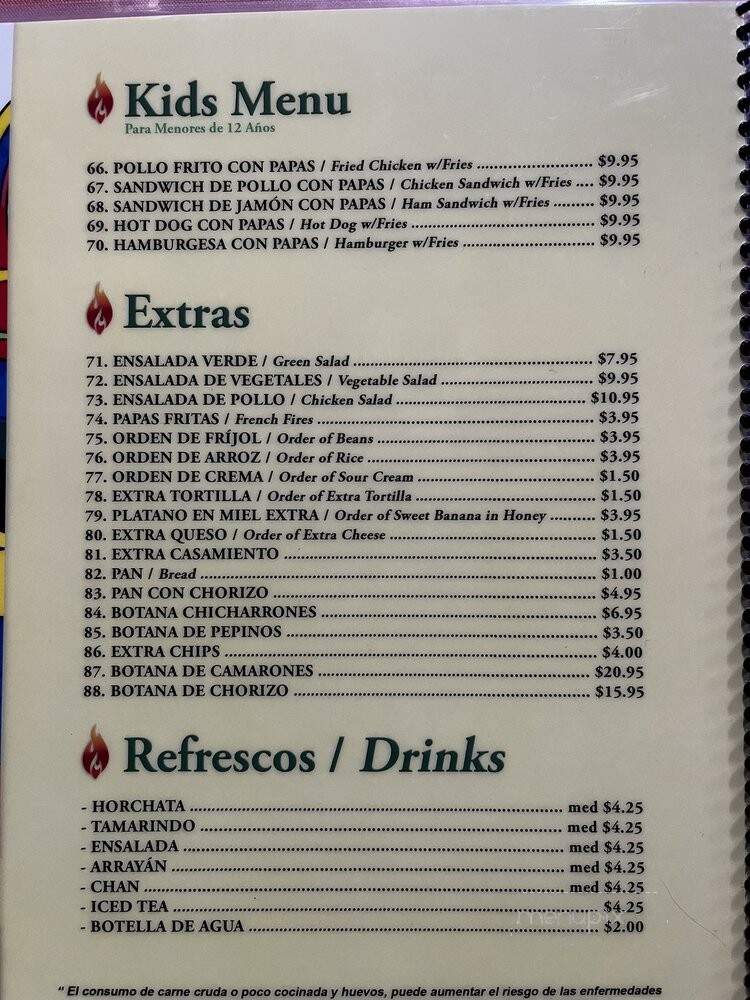 Kids Menu
Para Menores de 12 Años
66. POLLO FRITO CON PAPAS / Fried Chicken w/Fries ............................ $9.95
67. SANDWICH DE POLLO CON PAPAS / Chicken Sandwich w/Fries .... $9.95
68. SANDWICH DE JAMÓN CON PAPAS / Ham Sandwich w/Fries ......... $9.95
69. HOT DOG CON PAPAS / Hot Dog w/Fries ............................................. $9.95
70. HAMBURGESA CON PAPAS / Hamburger w/Fries ................................ $9.95
Extras
71. ENSALADA VERDE / Green Salad .......................................................... $7.95
72. ENSALADA DE VEGETALES / Vegetable Salad ..................................... $9.95
73. ENSALADA DE POLLO / Chicken Salad .............................................. $10.95
74. PAPAS FRITAS / French Fires ................................................................... $3.95
75. ORDEN DE FRÍJOL / Order of Beans ..................................................... $3.95
76. ORDEN DE ARROZ / Order of Rice ....................................................... $3.95
77. ORDEN DE CREMA / Order of Sour Cream ........................................... $1.50
78. EXTRA TORTILLA / Order of Extra Tortilla ........................................... $1.50
79. PLATANO EN MIEL EXTRA / Order of Sweet Banana in Honey ........... $3.95
80. EXTRA QUESO / Order of Extra Cheese .................................................. $1.50
81. EXTRA CASAMIENTO ........................................................................... $3.50
82. PAN / Bread ............................................................................................... $1.00
83. PAN CON CHORIZO .............................................................................. $4.95
84. BOTANA CHICHARRONES ................................................................... $6.95
85. BOTANA DE PEPINOS ........................................................................... $3.50
86. EXTRA CHIPS .......................................................................................... $4.00
87. BOTANA DE CAMARONES .................................................................. $20.95
88. BOTANA DE CHORIZO ........................................................................ $15.95
Refrescos / Drinks
- HORCHATA ........................................................................................... med $4.25
- TAMARINDO ......................................................................................... med $4.25
- ENSALADA ............................................................................................. med $4.25
- ARRAYÁN ............................................................................................... med $4.25
- CHAN ..................................................................................................... med $4.25
- ICED TEA ....................................................................................................... $4.25
- BOTELLA DE AGUA ..................................................................................... $2.00
" El consumo de carne cruda o poco cocinada y huevos, puede aumentar el riesgo de las enfermedades